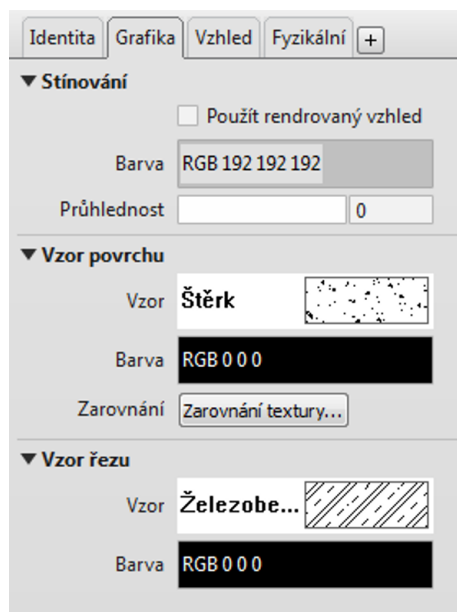 Identita Grafika Vzhled Fyzikální +
Stínování
Použít rendrovaný vzhled
Barva RGB 192 192 192
Průhlednost 0
Vzor povrchu
Vzor Štěrk
Barva RGB 0 0 0
Zarovnání Zarovnání textury...
Vzor řezu
Vzor Železobe...
Barva RGB 0 0 0